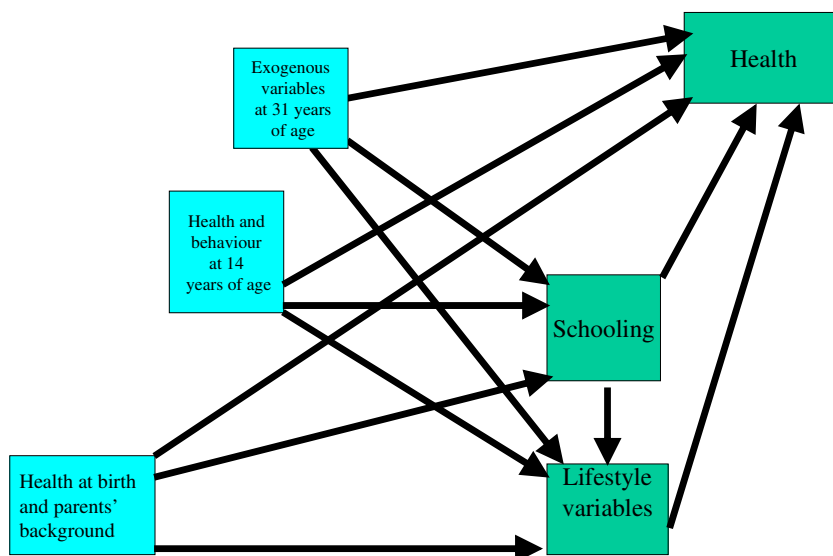 Health
Exogenous
variables
at 31 years
of age
Health and
behaviour
at 14
years of age
Schooling
Health at birth
and parents'
background
Lifestyle
variables